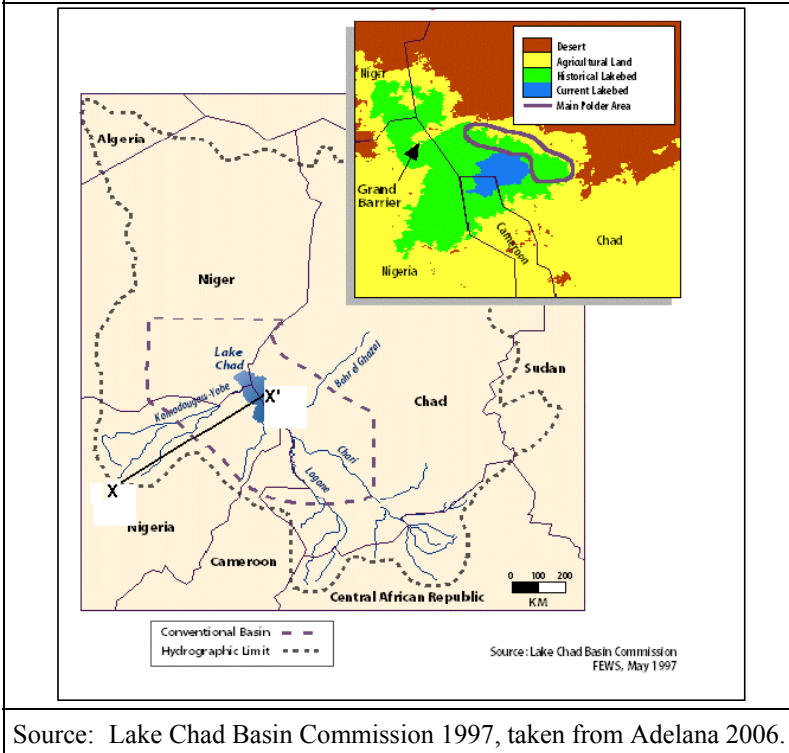 Desert
Agricultural Land
Historical Lakebed
Current Lakebed
Main Polder Area
Niger
Grand
Barrier
Cameroon
Chad
Nigeria
Algeria
Niger
Lake
Chad
Komodougou-Yobe
Bahr el Ghazal
Sudan
X'
Chad
Chari
Logone
X
Nigeria
Cameroon
Central African Republic
0 100 200
KM
Conventional Basin
Hydrographic Limit
Source: Lake Chad Basin Commission
FEWS, May 1997
Source: Lake Chad Basin Commission 1997, taken from Adelana 2006.